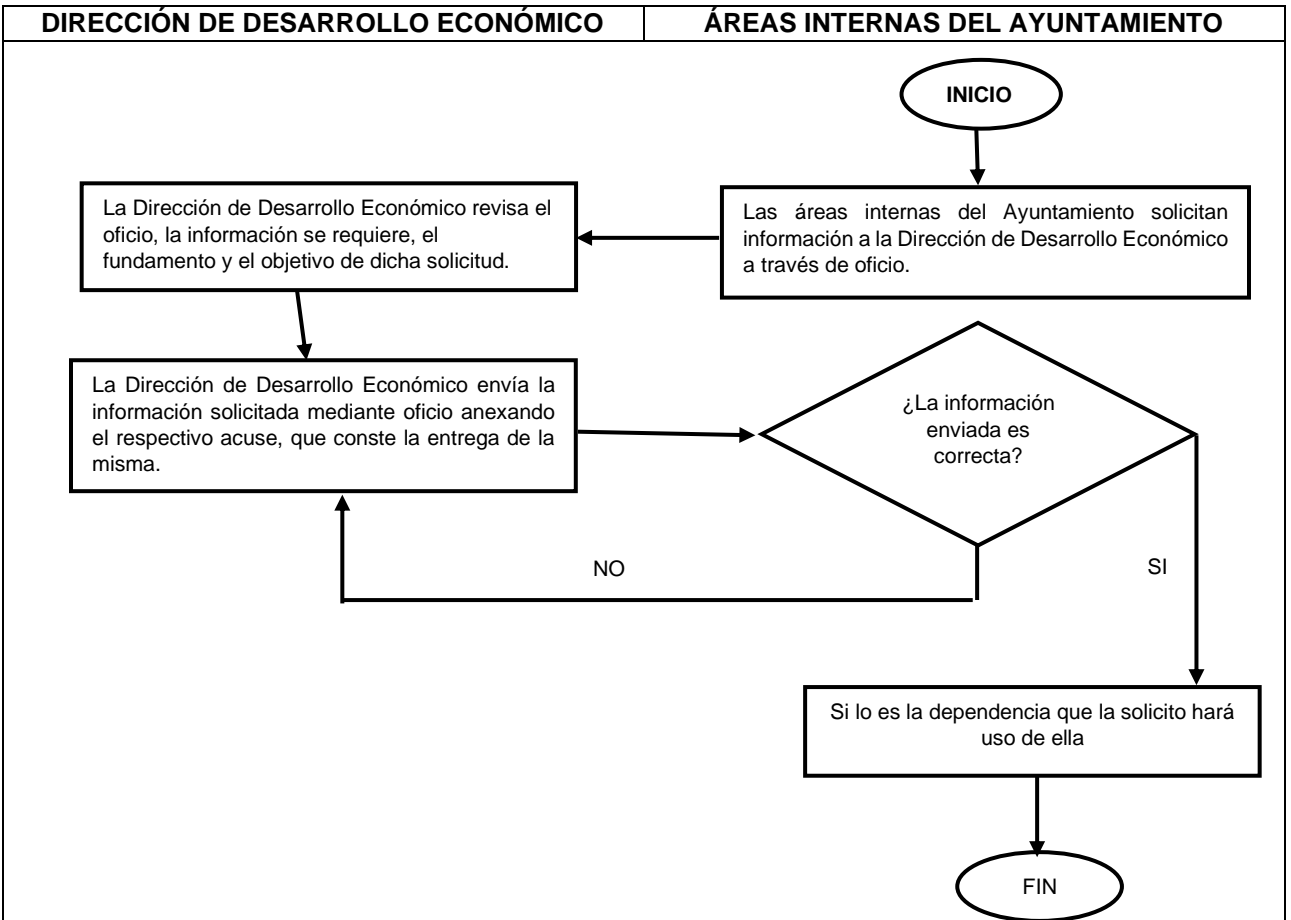 DIRECCIÓN DE DESARROLLO ECONÓMICO
ÁREAS INTERNAS DEL AYUNTAMIENTO
INICIO
Las áreas internas del Ayuntamiento solicitan
información a la Dirección de Desarrollo Económico
a través de oficio.
La Dirección de Desarrollo Económico revisa el
oficio, la información se requiere, el
fundamento y el objetivo de dicha solicitud.
La Dirección de Desarrollo Económico envía la
información solicitada mediante oficio anexando
el respectivo acuse, que conste la entrega de la
misma.
¿La información
enviada es
correcta?
NO
SI
Si lo es la dependencia que la solicito hará
uso de ella
FIN